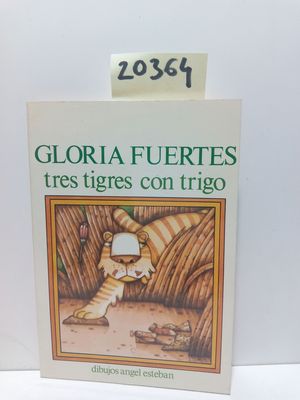 20364
GLORIA FUERTES
tres tigres con trigo
dibujos angel esteban